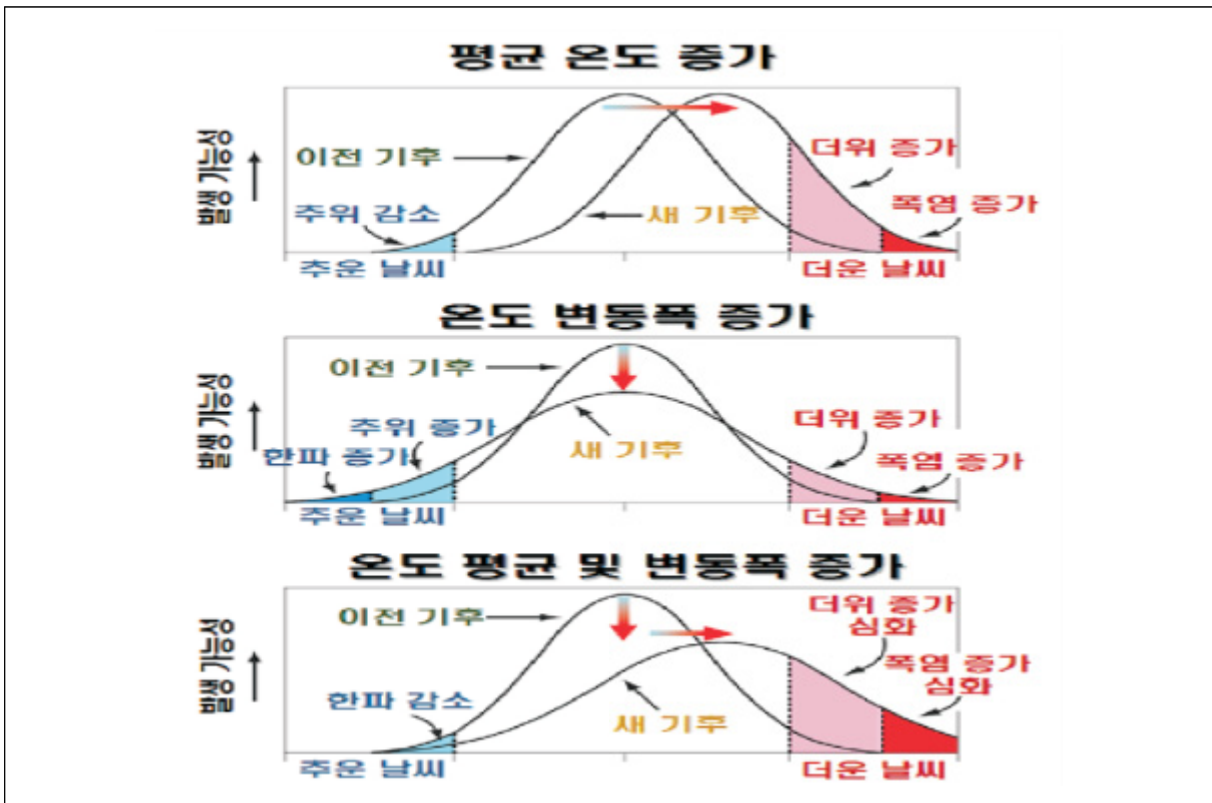 평균 온도 증가
발생 가능성
이전 기후
더위 증가
추위 감소
새 기후
폭염 증가
추운 날씨
더운 날씨
온도 변동폭 증가
발생 가능성
이전 기후
추위 증가
더위 증가
한파 증가
새 기후
폭염 증가
추운 날씨
더운 날씨
온도 평균 및 변동폭 증가
발생 가능성
이전 기후
더위 증가
심화
폭염 증가
심화
한파 감소
새 기후
추운 날씨
더운 날씨